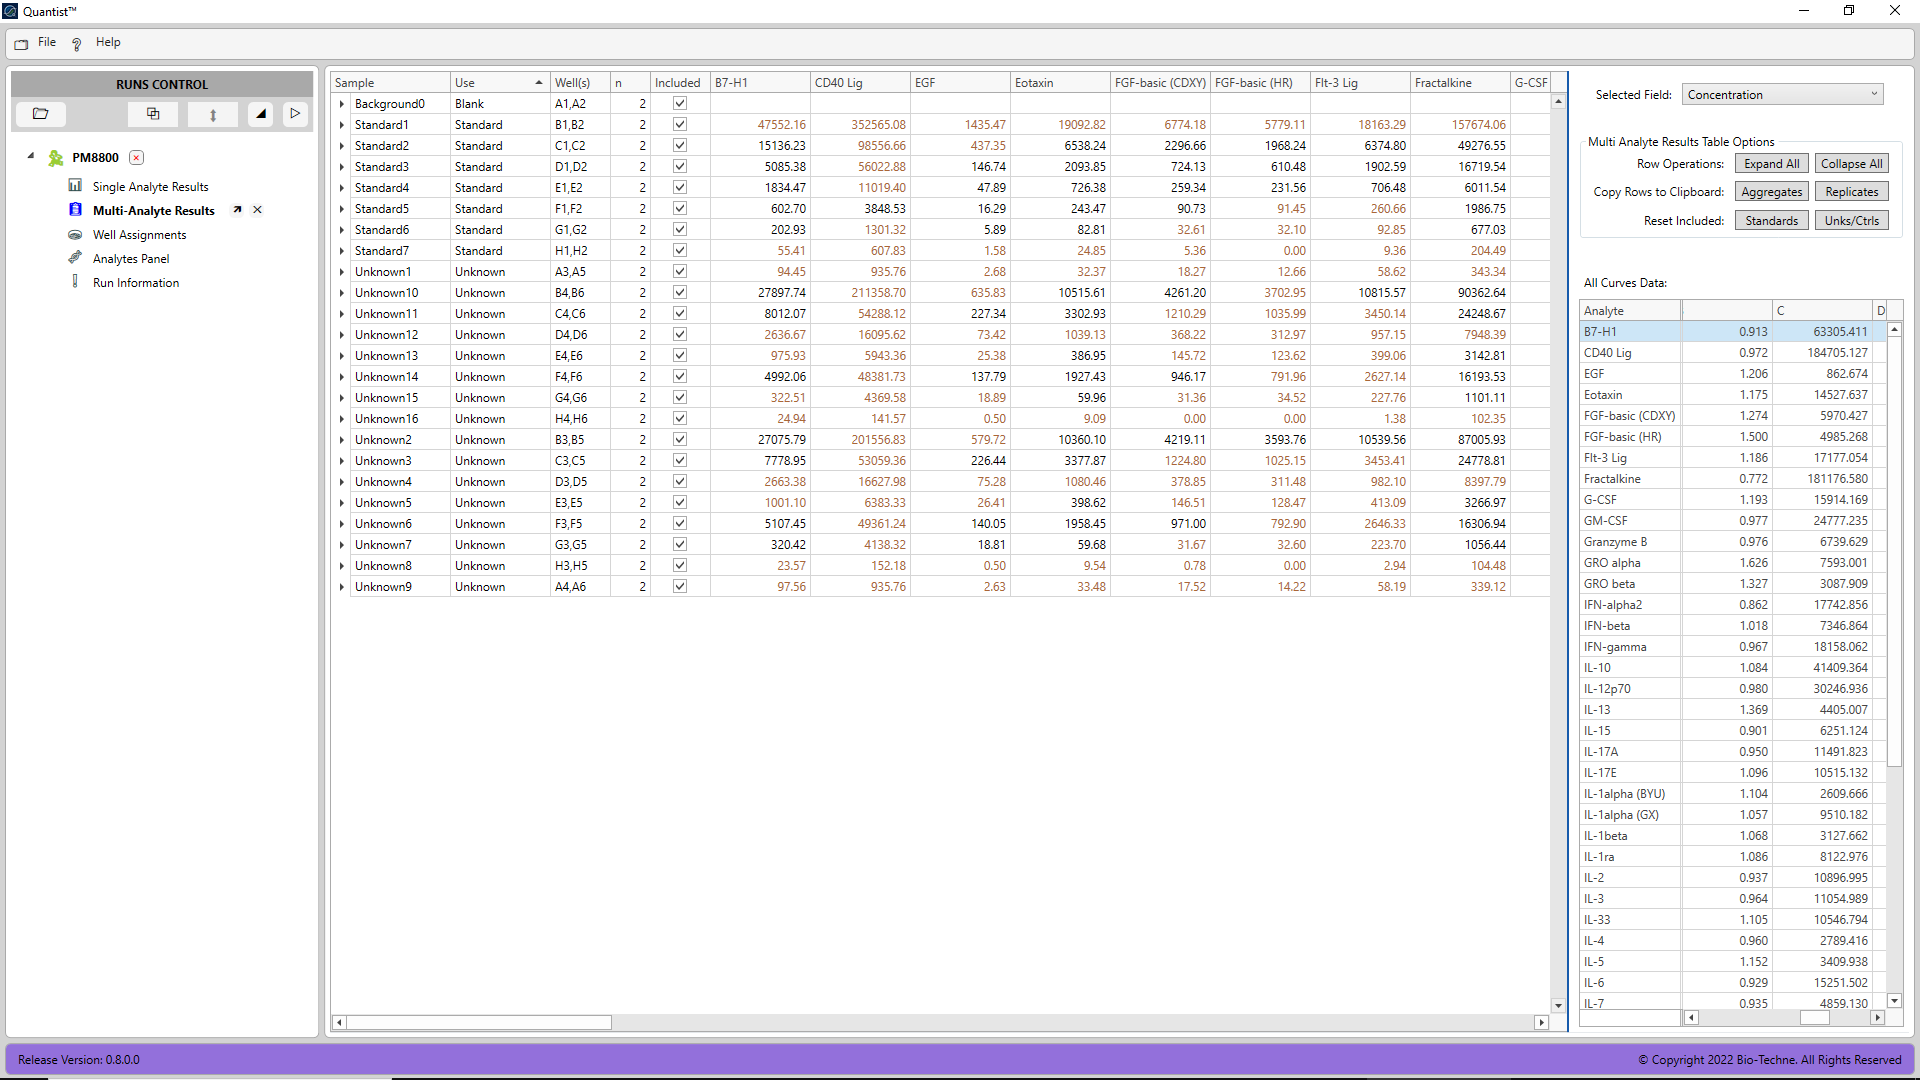 Quantist™
File Help
RUNS CONTROL
PM8800
Single Analyte Results
Multi-Analyte Results
Well Assignments
Analytes Panel
Run Information
Sample Use Well(s) n Included B7-H1 CD40 Lig EGF Eotaxin FGF-basic (CDXY) FGF-basic (HR) Flt-3 Lig Fractalkine G-CSF
Background0 Blank A1,A2 2
Standard1 Standard B1,B2 2 47552.16 352565.08 1435.47 19092.82 6774.18 5779.11 18163.29 157674.06
Standard2 Standard C1,C2 2 15136.23 98556.66 437.35 6538.24 2296.66 1968.24 6374.80 49276.55
Standard3 Standard D1,D2 2 5085.38 56022.88 146.74 2093.85 724.13 610.48 1902.59 16719.54
Standard4 Standard E1,E2 2 1834.47 11019.40 47.89 726.38 259.34 231.56 706.48 6011.54
Standard5 Standard F1,F2 2 602.70 3848.53 16.29 243.47 90.73 91.45 260.66 1986.75
Standard6 Standard G1,G2 2 202.93 1301.32 5.89 82.81 32.61 32.10 92.85 677.03
Standard7 Standard H1,H2 2 55.41 607.83 1.58 24.85 5.36 0.00 9.36 204.49
Unknown1 Unknown A3,A5 2 94.45 935.76 2.68 32.37 18.27 12.66 58.62 343.34
Unknown10 Unknown B4,B6 2 27897.74 211358.70 635.83 10515.61 4261.20 3702.95 10815.57 90362.64
Unknown11 Unknown C4,C6 2 8012.07 54288.12 227.34 3302.93 1210.29 1035.99 3450.14 24248.67
Unknown12 Unknown D4,D6 2 2636.67 16095.62 73.42 1039.13 368.22 312.97 957.15 7948.39
Unknown13 Unknown E4,E6 2 975.93 5943.36 25.38 386.95 145.72 123.62 399.06 3142.81
Unknown14 Unknown F4,F6 2 4992.06 48381.73 137.79 1927.43 946.17 791.96 2627.14 16193.53
Unknown15 Unknown G4,G6 2 322.51 4369.58 18.89 59.96 31.36 34.52 227.76 1101.11
Unknown16 Unknown H4,H6 2 24.94 141.57 0.50 9.09 0.00 0.00 1.38 102.35
Unknown2 Unknown B3,B5 2 27075.79 201556.83 579.72 10360.10 4219.11 3593.76 10539.56 87005.93
Unknown3 Unknown C3,C5 2 7778.95 53059.36 226.44 3377.87 1224.80 1025.15 3453.41 24778.81
Unknown4 Unknown D3,D5 2 2663.38 16627.98 75.28 1080.46 378.85 311.48 982.10 8397.79
Unknown5 Unknown E3,E5 2 1001.10 6383.33 26.41 398.62 146.51 128.47 413.09 3266.97
Unknown6 Unknown F3,F5 2 5107.45 49361.24 140.05 1958.45 971.00 792.90 2646.33 16306.94
Unknown7 Unknown G3,G5 2 320.42 4138.32 18.81 59.68 31.67 32.60 223.70 1056.44
Unknown8 Unknown H3,H5 2 23.57 152.18 0.50 9.54 0.78 0.00 2.94 104.48
Unknown9 Unknown A4,A6 2 97.56 935.76 2.63 33.48 17.52 14.22 58.19 339.12
Selected Field: Concentration
Multi Analyte Results Table Options
Row Operations: Expand All Collapse All
Copy Rows to Clipboard: Aggregates Replicates
Reset Included: Standards Unks/Ctrls
All Curves Data:
Analyte C D
B7-H1 0.913 63305.411
CD40 Lig 0.972 184705.127
EGF 1.206 862.674
Eotaxin 1.175 14527.637
FGF-basic (CDXY) 1.274 5970.427
FGF-basic (HR) 1.500 4985.268
Flt-3 Lig 1.186 17177.054
Fractalkine 0.772 181176.580
G-CSF 1.193 15914.169
GM-CSF 0.977 24777.235
Granzyme B 0.976 6739.629
GRO alpha 1.626 7593.001
GRO beta 1.327 3087.909
IFN-alpha2 0.862 17742.856
IFN-beta 1.018 7346.864
IFN-gamma 0.967 18158.062
IL-10 1.084 41409.364
IL-12p70 0.980 30246.936
IL-13 1.369 4405.007
IL-15 0.901 6251.124
IL-17A 0.950 11491.823
IL-17E 1.096 10515.132
IL-1alpha (BYU) 1.104 2609.666
IL-1alpha (GX) 1.057 9510.182
IL-1beta 1.068 3127.662
IL-1ra 1.086 8122.976
IL-2 0.937 10896.995
IL-3 0.964 11054.989
IL-33 1.105 10546.794
IL-4 0.960 2789.416
IL-5 1.152 3409.938
IL-6 0.929 15251.502
IL-7 0.935 4859.130
Release Version: 0.8.0.0
© Copyright 2022 Bio-Techne. All Rights Reserved